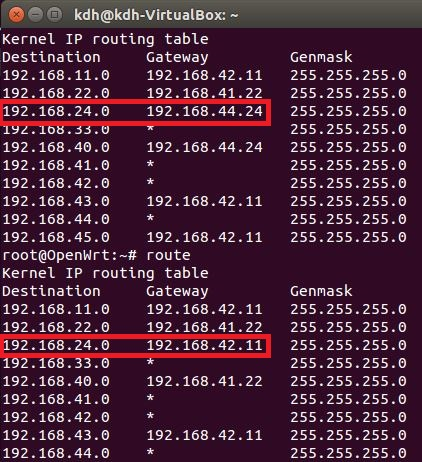 kdh@kdh-VirtualBox: ~
Kernel IP routing table
Destination Gateway Genmask
192.168.11.0 192.168.42.11 255.255.255.0
192.168.22.0 192.168.41.22 255.255.255.0
192.168.24.0 192.168.44.24 255.255.255.0
192.168.33.0 * 255.255.255.0
192.168.40.0 192.168.44.24 255.255.255.0
192.168.41.0 * 255.255.255.0
192.168.42.0 * 255.255.255.0
192.168.43.0 192.168.42.11 255.255.255.0
192.168.44.0 * 255.255.255.0
192.168.45.0 192.168.42.11 255.255.255.0
root@OpenWrt:~# route
Kernel IP routing table
Destination Gateway Genmask
192.168.11.0 192.168.42.11 255.255.255.0
192.168.22.0 192.168.41.22 255.255.255.0
192.168.24.0 192.168.42.11 255.255.255.0
192.168.33.0 * 255.255.255.0
192.168.40.0 192.168.41.22 255.255.255.0
192.168.41.0 * 255.255.255.0
192.168.42.0 * 255.255.255.0
192.168.43.0 192.168.42.11 255.255.255.0
192.168.44.0 * 255.255.255.0